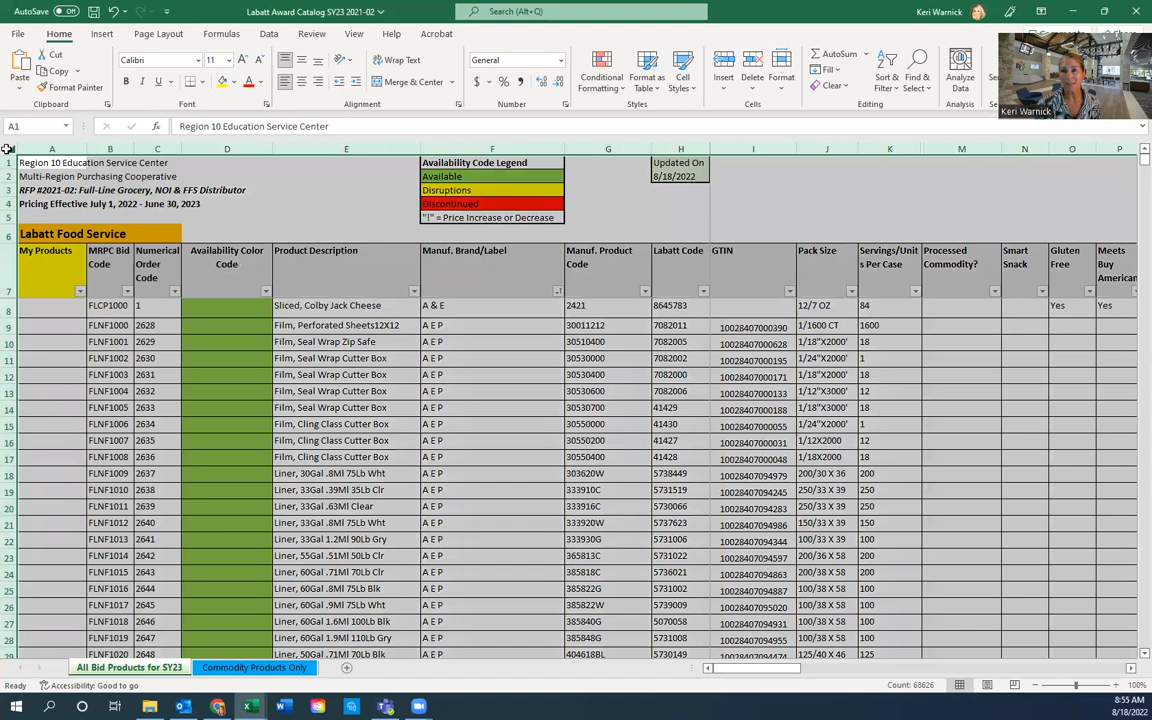 AutoSave Off Labatt Award Catalog SY23 2021-02 Search (Alt+Q) Keri Warnick
File Home Insert Page Layout Formulas Data Review View Help Acrobat
Paste Cut Copy Format Painter Clipboard
Calibri 11 B I U A Font
Wrap Text Merge & Center Alignment
General $ % Number
Conditional Formatting Format as Table Cell Styles Styles
Insert Delete Format Cells
AutoSum Fill Clear Sort & Filter Find & Select Editing
Analyze Data Analysis
Keri Warnick
A1 fx Region 10 Education Service Center
A B C D E F G H I J K L M N O P
1 Region 10 Education Service Center Availability Code Legend Updated On
2 Multi-Region Purchasing Cooperative Available 8/18/2022
3 RFP #2021-02: Full-Line Grocery, NOI & FFS Distributor Disruptions
4 Pricing Effective July 1, 2022 - June 30, 2023 Discontinued
5 "!" = Price Increase or Decrease
6 Labatt Food Service
7 My Products MRPC Bid Code Numerical Order Code Availability Color Code Product Description Manuf. Brand/Label Manuf. Product Code Labatt Code GTIN Pack Size Servings/Units Per Case Processed Commodity? Smart Snack Gluten Free Meets Buy American
8 FLCP1000 1 Sliced, Colby Jack Cheese A & E 2421 8645783 12/7 OZ 84 Yes Yes
9 FLNF1000 2628 Film, Perforated Sheets12X12 A E P 30011212 7082011 10028407000390 1/1600 CT 1600
10 FLNF1001 2629 Film, Seal Wrap Zip Safe A E P 30510400 7082005 10028407000628 1/18"X2000' 18
11 FLNF1002 2630 Film, Seal Wrap Cutter Box A E P 30530000 7082002 10028407000195 1/24"X2000' 1
12 FLNF1003 2631 Film, Seal Wrap Cutter Box A E P 30530400 7082000 10028407000171 1/18"X2000' 18
13 FLNF1004 2632 Film, Seal Wrap Cutter Box A E P 30530600 7082006 10028407000133 1/12"X3000' 12
14 FLNF1005 2633 Film, Seal Wrap Cutter Box A E P 30530700 41429 10028407000188 1/18"X3000' 18
15 FLNF1006 2634 Film, Cling Class Cutter Box A E P 30550000 41430 10028407000055 1/24"X2000' 1
16 FLNF1007 2635 Film, Cling Class Cutter Box A E P 30550200 41427 10028407000031 1/12X2000 12
17 FLNF1008 2636 Film, Cling Class Cutter Box A E P 30550400 41428 10028407000048 1/18X2000 18
18 FLNF1009 2637 Liner, 30Gal .8Ml 75Lb Wht A E P 303620W 5738449 10028407094979 200/30 X 36 200
19 FLNF1010 2638 Liner, 33Gal .39Ml 35Lb Clr A E P 333910C 5731519 10028407094245 250/33 X 39 250
20 FLNF1011 2639 Liner, 33Gal .63Ml Clear A E P 333916C 5730066 10028407094283 250/33 X 39 250
21 FLNF1012 2640 Liner, 33Gal .8Ml 75Lb Wht A E P 333920W 5737623 10028407094986 150/33 X 39 150
22 FLNF1013 2641 Liner, 33Gal 1.2Ml 90Lb Gry A E P 333930G 5731006 10028407094344 100/33 X 39 100
23 FLNF1014 2642 Liner, 55Gal .51Ml 50Lb Clr A E P 365813C 5731022 10028407094597 200/36 X 58 200
24 FLNF1015 2643 Liner, 60Gal .71Ml 70Lb Clr A E P 385818C 5736021 10028407094863 200/38 X 58 200
25 FLNF1016 2644 Liner, 60Gal .8Ml 75Lb Blk A E P 385822G 5731002 10028407094887 100/38 X 58 100
26 FLNF1017 2645 Liner, 60Gal .9Ml 75Lb Wht A E P 385822W 5739009 10028407095020 100/38 X 58 100
27 FLNF1018 2646 Liner, 60Gal 1.6Ml 100Lb Blk A E P 385840G 5070058 10028407094931 100/38 X 58 100
28 FLNF1019 2647 Liner, 60Gal 1.9Ml 110Lb Gry A E P 385848G 5731008 10028407094955 100/38 X 58 100
29 FLNF1020 2648 Liner, 50Gal .71Ml 75Lb Clr A E P 404618BL 5730149 10028407094474 125/40 X 46 125
All Bid Products for SY23 Commodity Products Only
Ready Accessibility: Good to go Count: 68626 100%
8:55 AM
8/18/2022